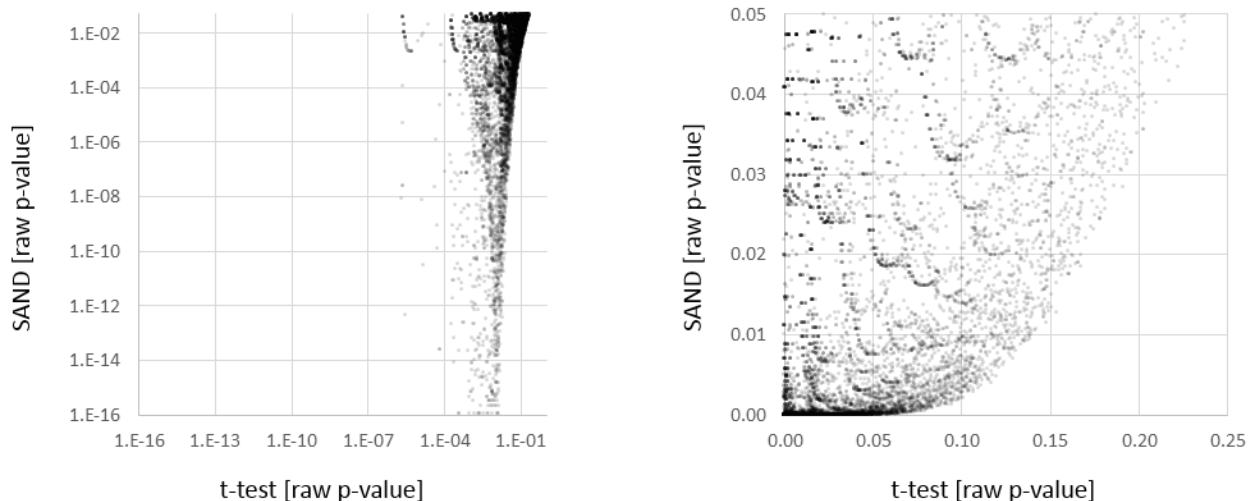 1.E-02
1.E-04
1.E-06
1.E-08
1.E-10
1.E-12
1.E-14
1.E-16
SAND [raw p-value]
1.E-16 1.E-13 1.E-10 1.E-07 1.E-04 1.E-01
t-test [raw p-value]
0.05
0.04
0.03
0.02
0.01
0.00
SAND [raw p-value]
0.00 0.05 0.10 0.15 0.20 0.25
t-test [raw p-value]